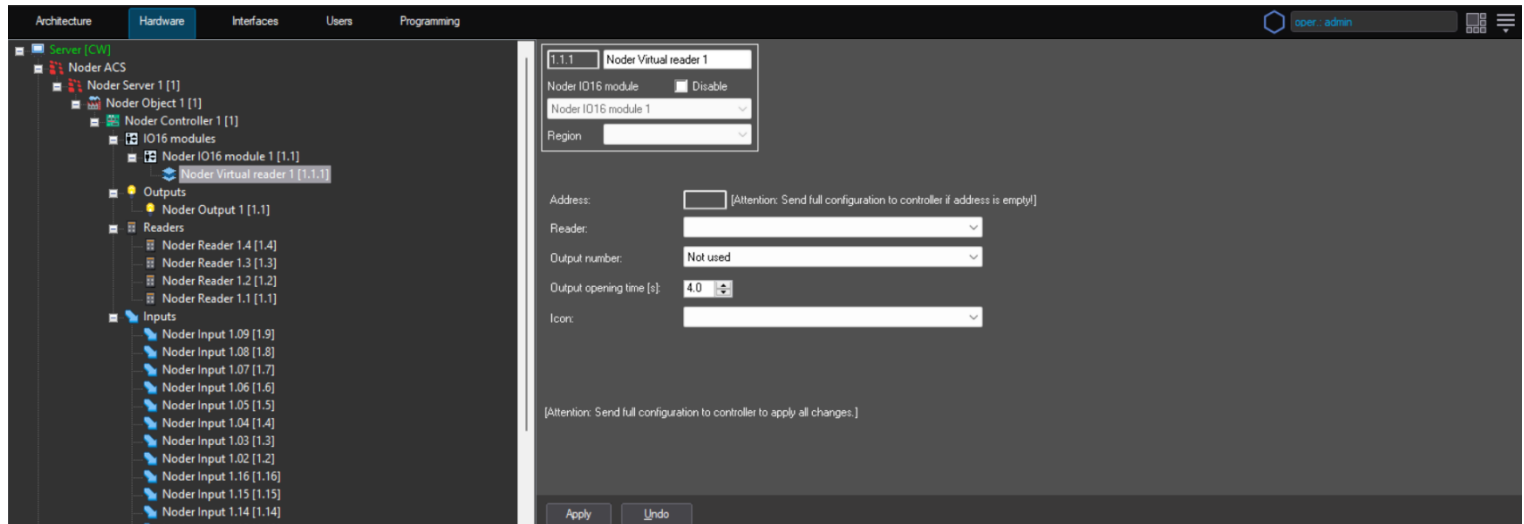 Architecture Hardware Interfaces Users Programming oper.: admin
Server [CW]
Noder ACS
Noder Server 1 [1]
Noder Object 1 [1]
Noder Controller 1 [1]
IO16 modules
Noder IO16 module 1 [1.1]
Noder Virtual reader 1 [1.1.1]
Outputs
Noder Output 1 [1.1]
Readers
Noder Reader 1.4 [1.4]
Noder Reader 1.3 [1.3]
Noder Reader 1.2 [1.2]
Noder Reader 1.1 [1.1]
Inputs
Noder Input 1.09 [1.9]
Noder Input 1.08 [1.8]
Noder Input 1.07 [1.7]
Noder Input 1.06 [1.6]
Noder Input 1.05 [1.5]
Noder Input 1.04 [1.4]
Noder Input 1.03 [1.3]
Noder Input 1.02 [1.2]
Noder Input 1.16 [1.16]
Noder Input 1.15 [1.15]
Noder Input 1.14 [1.14]
1.1.1 Noder Virtual reader 1
Noder IO16 module Disable
Noder IO16 module 1
Region
Address: [Attention: Send full configuration to controller if address is empty!]
Reader:
Output number: Not used
Output opening time [s]: 4.0
Icon:
[Attention: Send full configuration to controller to apply all changes.]
Apply Undo